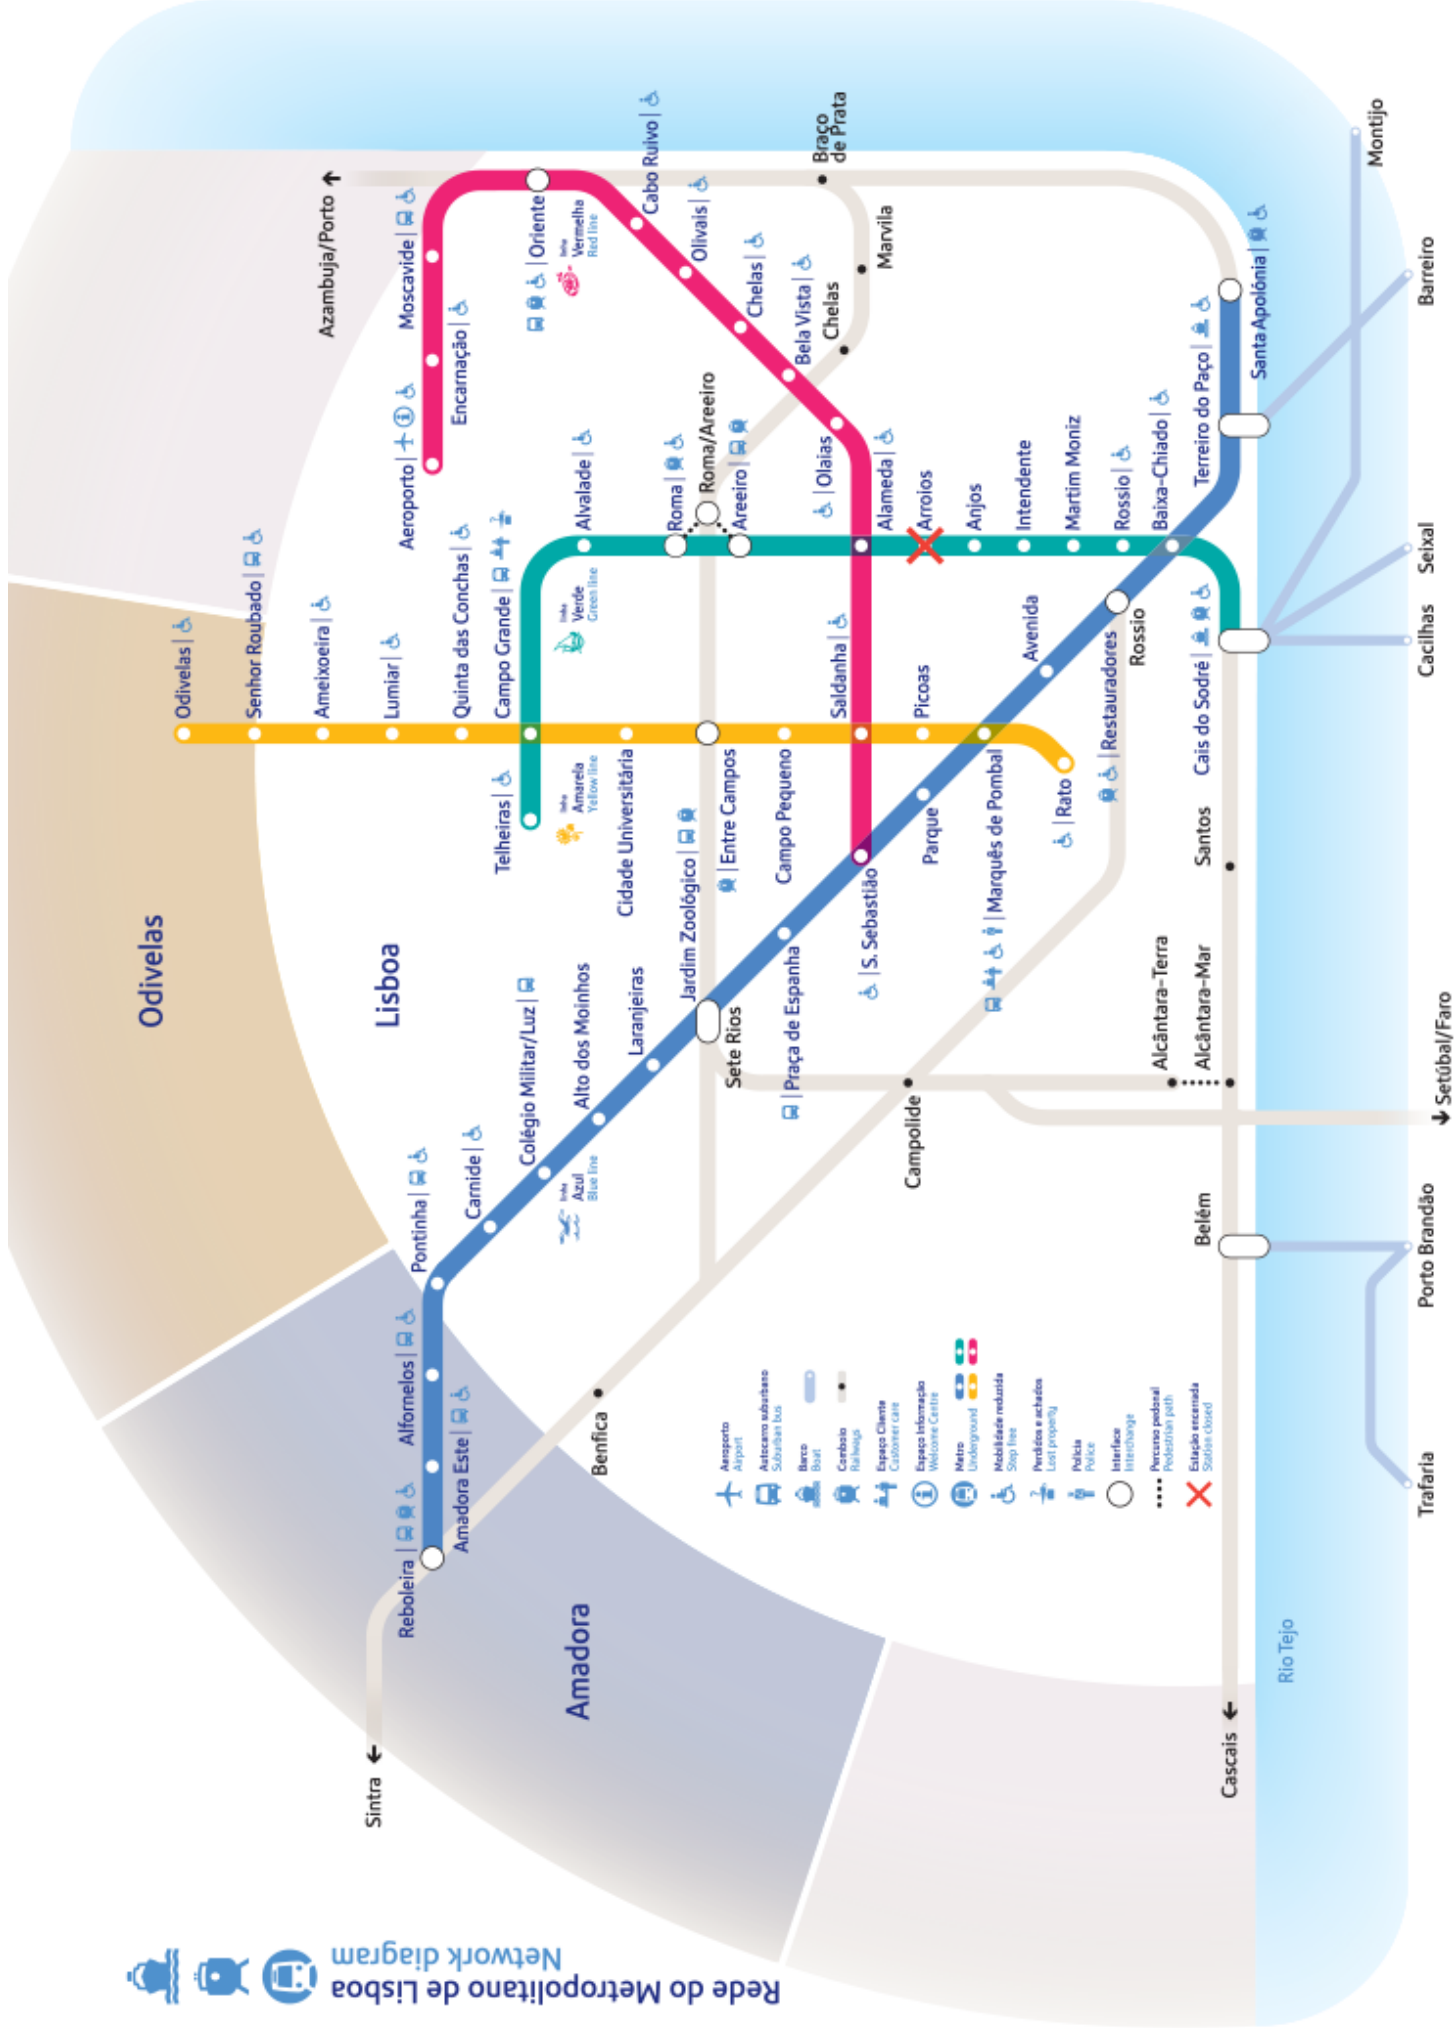 Rede do Metropolitano de Lisboa
Network diagram
Odivelas
Lisboa
Amadora
Sintra
Azambuja/Porto
Cascais
Setúbal/Faro
Rio Tejo
Reboleira
Amadora Este
Alfornelos
Pontinha
Carnide
Colégio Militar/Luz
Alto dos Moinhos
Laranjeiras
Jardim Zoológico
Sete Rios
Praça de Espanha
S. Sebastião
Parque
Marquês de Pombal
Avenida
Restauradores
Rossio
Baixa-Chiado
Terreiro do Paço
Santa Apolónia
linha
Azul
Blue line
Odivelas
Senhor Roubado
Ameixoeira
Lumiar
Quinta das Conchas
Campo Grande
Cidade Universitária
Entre Campos
Campo Pequeno
Saldanha
Picoas
Rato
linha
Amarela
Yellow line
Telheiras
Alvalade
Roma
Roma/Areeiro
Areeiro
Alameda
Arroios
Anjos
Intendente
Martim Moniz
Rossio
Cais do Sodré
linha
Verde
Green line
Aeroporto
Encarnação
Moscavide
Oriente
Cabo Ruivo
Olivais
Chelas
Bela Vista
Olaias
linha
Vermelha
Red line
Braço
de Prata
Marvila
Chelas
Benfica
Campolide
Alcântara-Terra
Alcântara-Mar
Santos
Belém
Trafaria
Porto Brandão
Cacilhas
Seixal
Barreiro
Montijo
Aeroporto
Airport
Autocarro suburbano
Suburban bus
Barco
Boat
Comboio
Railways
Espaço Cliente
Customer care
Espaço Informação
Welcome Centre
Metro
Underground
Mobilidade reduzida
Step free
Perdidos e achados
Lost property
Polícia
Police
Interface
Interchange
Percurso pedonal
Pedestrian path
Estação encerrada
Station closed